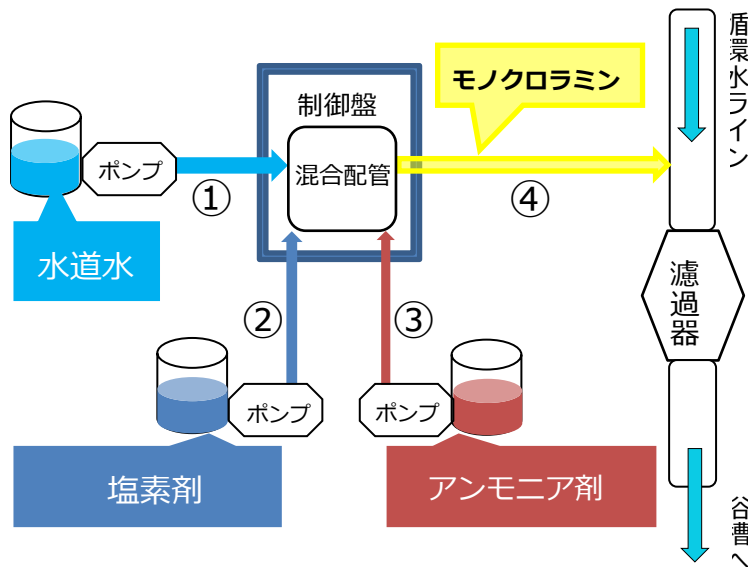 循環水ライン
モノクロラミン
制御盤
混合配管
ポンプ
①
④
水道水
濾過器
②
③
ポンプ
ポンプ
塩素剤
アンモニア剤
浴槽へ